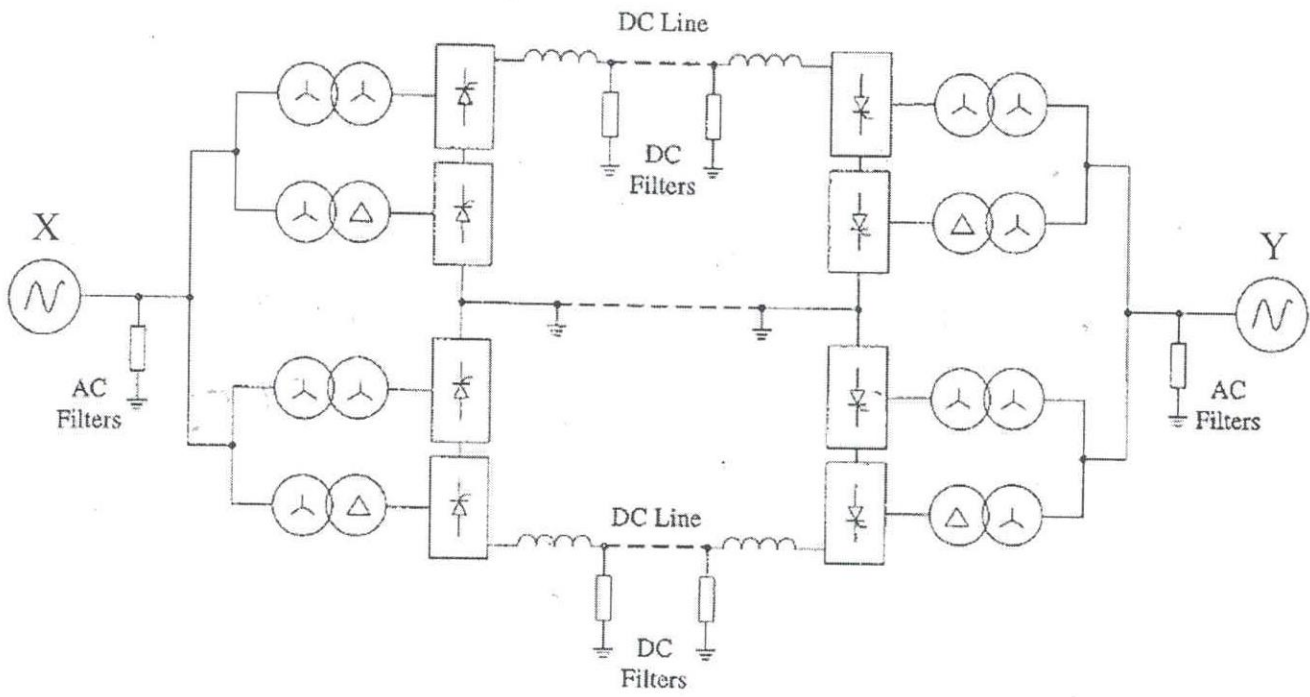 DC Line
DC
Filters
X
Y
AC
Filters
AC
Filters
DC Line
DC
Filters